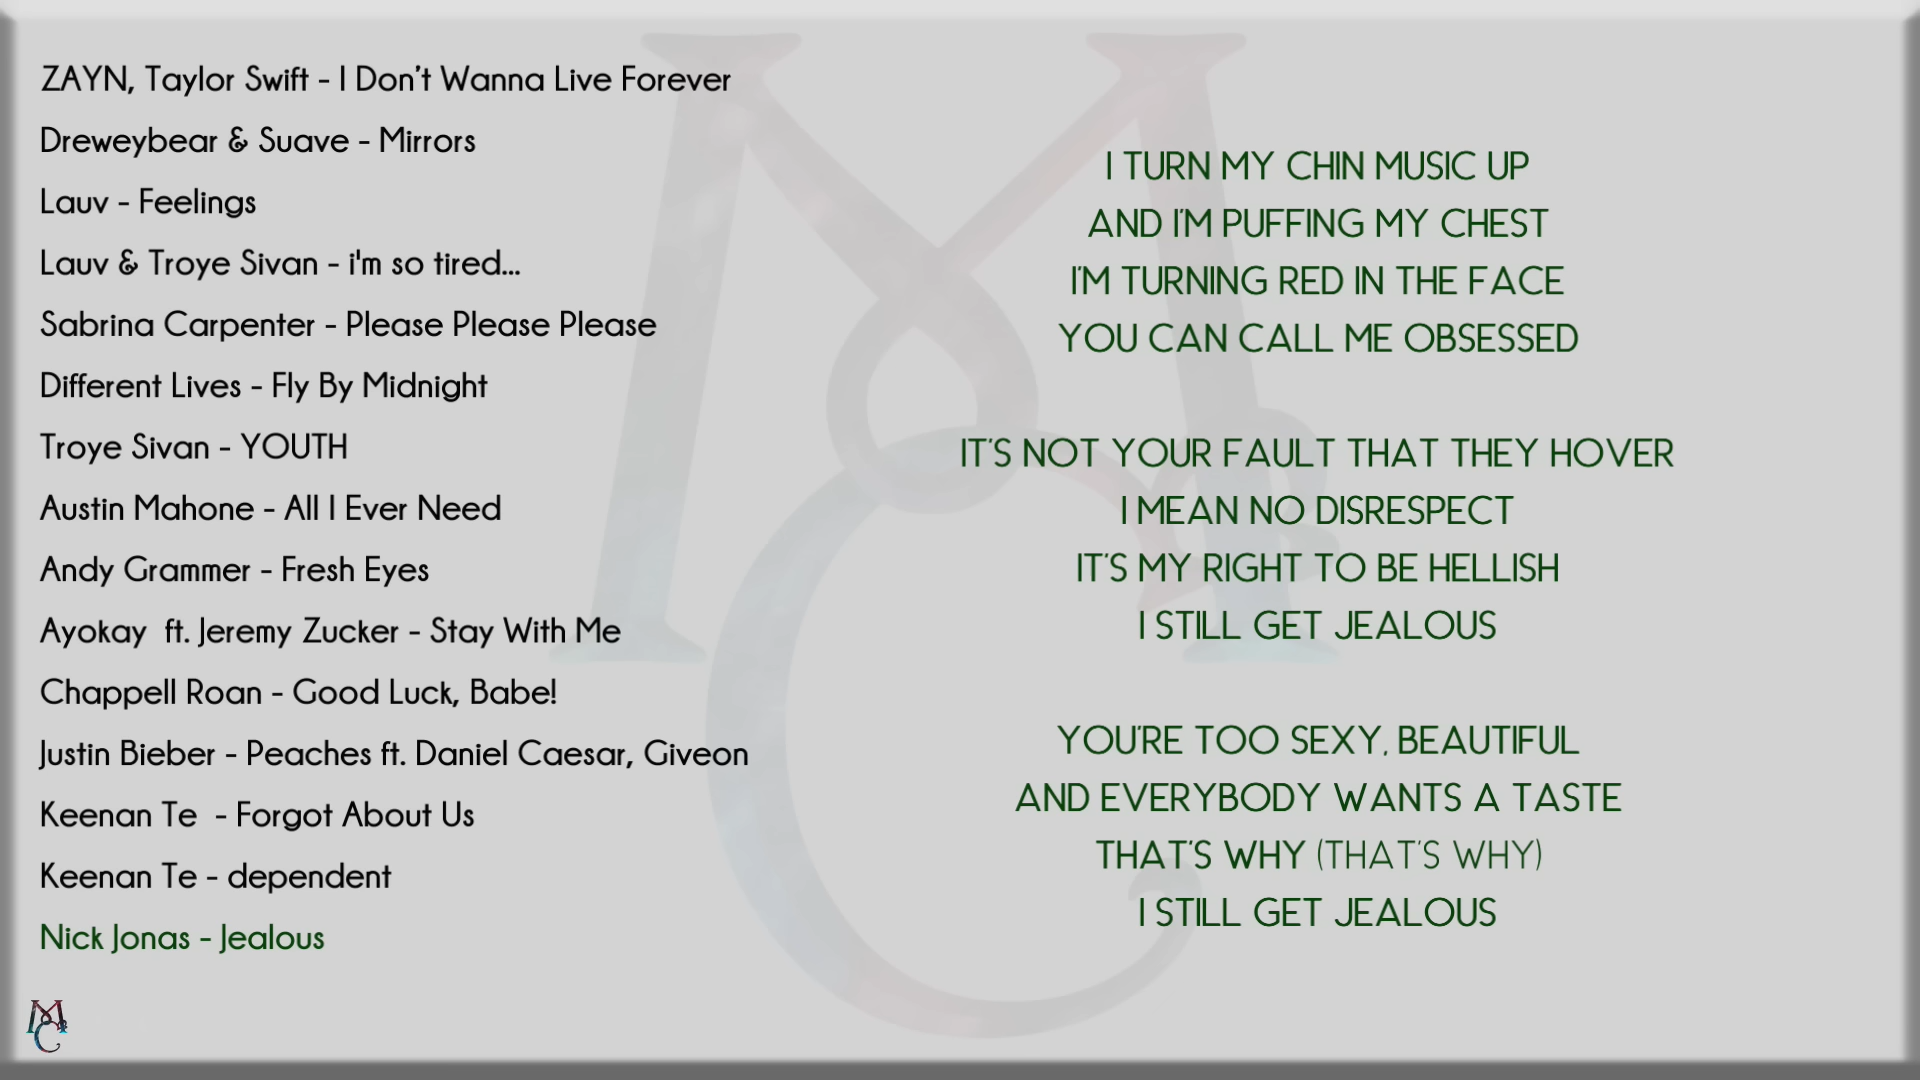 ZAYN, Taylor Swift - I Don't Wanna Live Forever
Dreweybear & Suave - Mirrors
Lauv - Feelings
Lauv & Troye Sivan - i'm so tired...
Sabrina Carpenter - Please Please Please
Different Lives - Fly By Midnight
Troye Sivan - YOUTH
Austin Mahone - All I Ever Need
Andy Grammer - Fresh Eyes
Ayokay  ft. Jeremy Zucker - Stay With Me
Chappell Roan - Good Luck, Babe!
Justin Bieber - Peaches ft. Daniel Caesar, Giveon
Keenan Te  - Forgot About Us
Keenan Te - dependent
Nick Jonas - Jealous
I TURN MY CHIN MUSIC UP
AND I'M PUFFING MY CHEST
I'M TURNING RED IN THE FACE
YOU CAN CALL ME OBSESSED
IT'S NOT YOUR FAULT THAT THEY HOVER
I MEAN NO DISRESPECT
IT'S MY RIGHT TO BE HELLISH
I STILL GET JEALOUS
YOU'RE TOO SEXY, BEAUTIFUL
AND EVERYBODY WANTS A TASTE
THAT'S WHY (THAT'S WHY)
I STILL GET JEALOUS